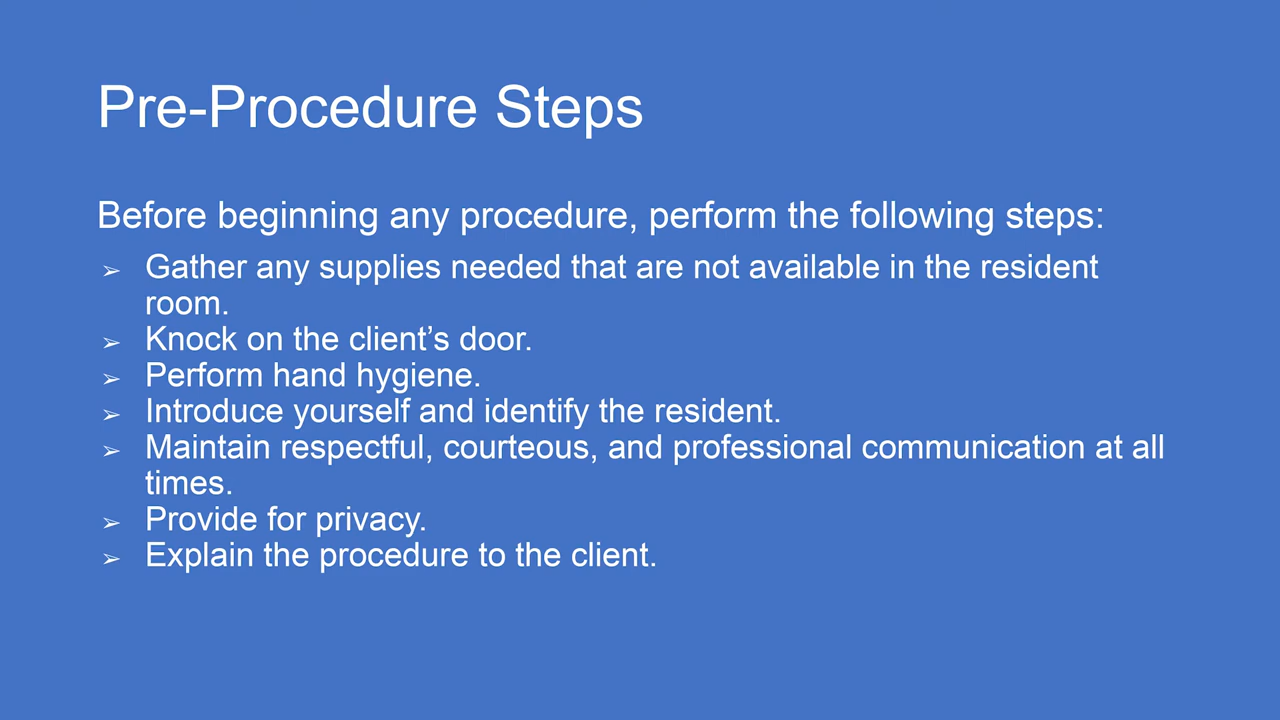 Pre-Procedure Steps
Before beginning any procedure, perform the following steps:
➢ Gather any supplies needed that are not available in the resident
room.
➢ Knock on the client’s door.
➢ Perform hand hygiene.
➢ Introduce yourself and identify the resident.
➢ Maintain respectful, courteous, and professional communication at all
times.
➢ Provide for privacy.
➢ Explain the procedure to the client.